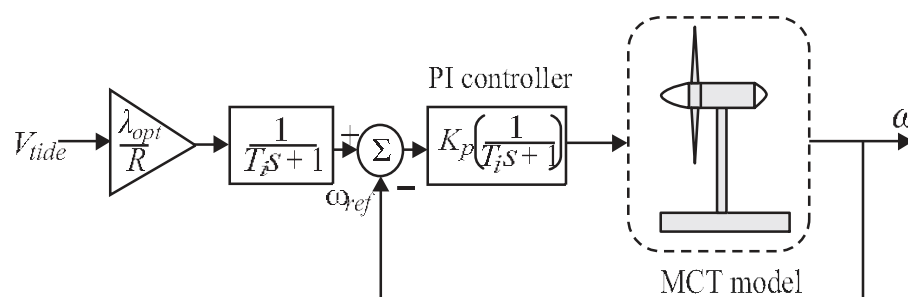 PI controller
V_tide
λ_opt / R
1 / T_i s + 1
+
Σ
−
ω_ref
K_p ( 1 / T_i s + 1 )
ω
MCT model